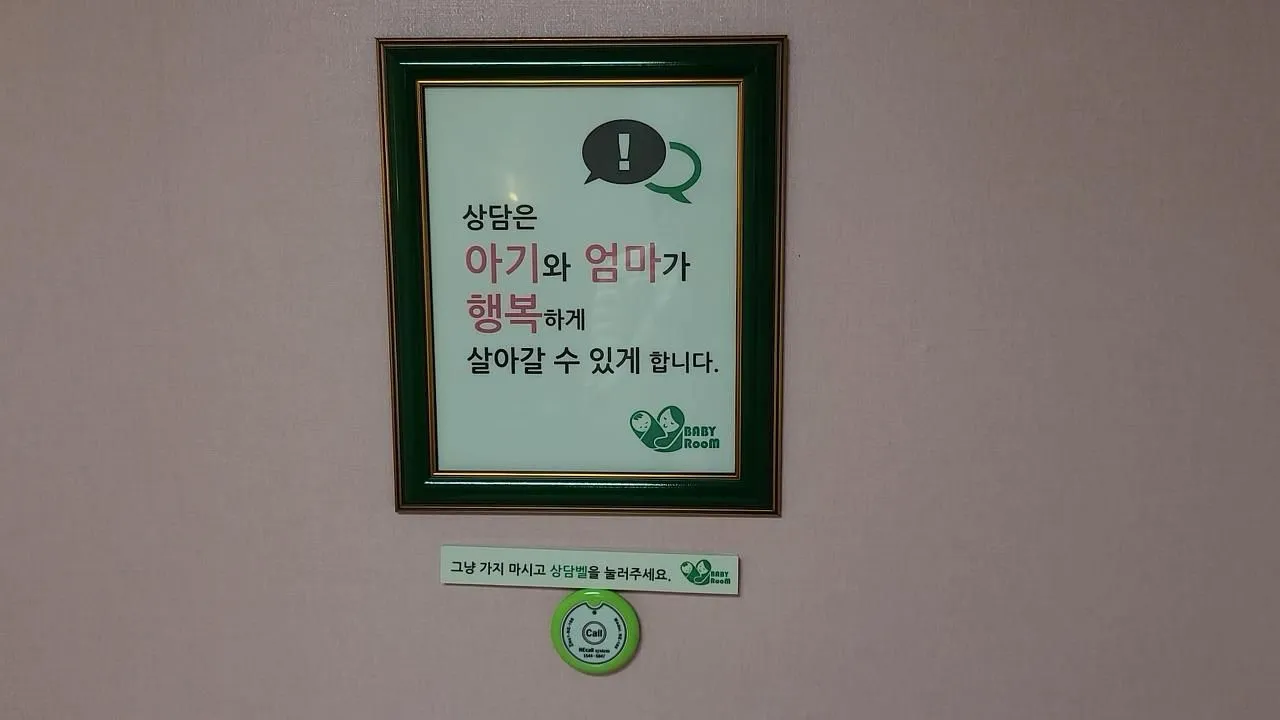 !
상담은
아기와 엄마가
행복하게
살아갈 수 있게 합니다.
BABY
RooM
그냥 가지 마시고 상담벨을 눌러주세요.
BABY
RooM
Call
NEcall system